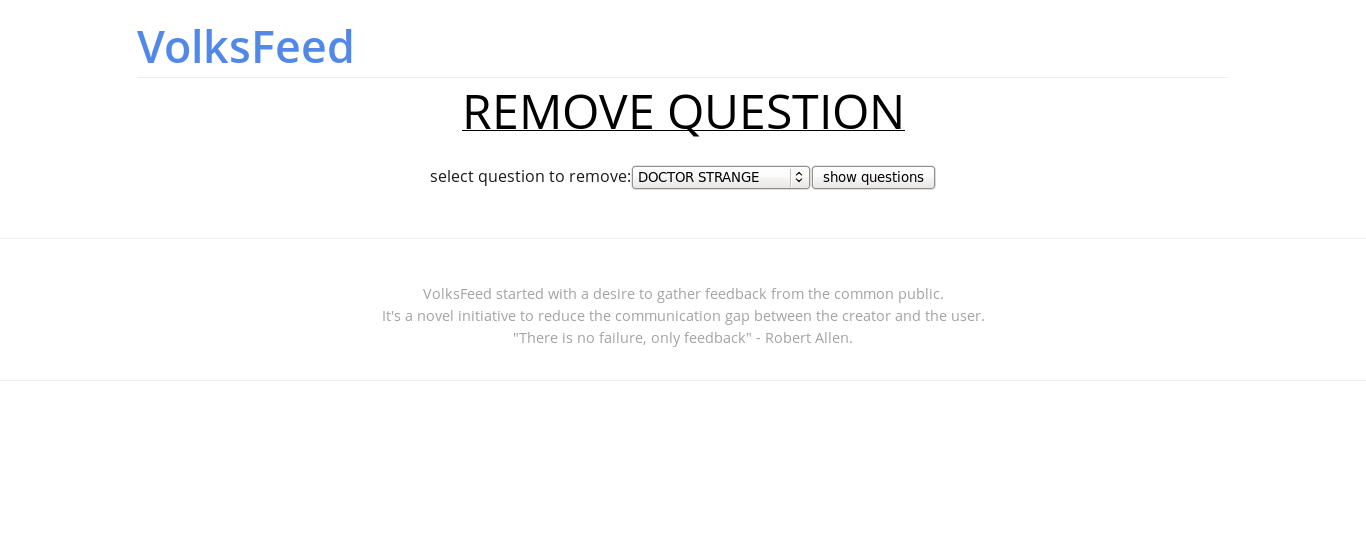 VolksFeed
REMOVE QUESTION
select question to remove: DOCTOR STRANGE show questions
VolksFeed started with a desire to gather feedback from the common public.
It's a novel initiative to reduce the communication gap between the creator and the user.
"There is no failure, only feedback" - Robert Allen.